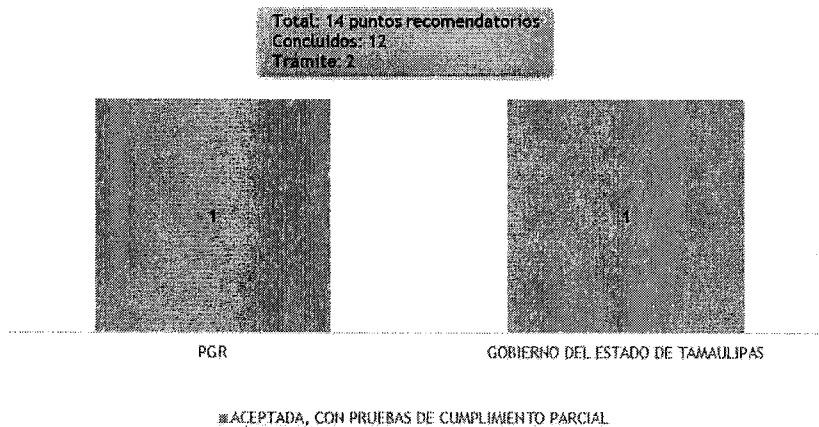 Total: 14 puntos recomendatorios
Concluidos: 12
Trámite: 2
1
1
PGR
GOBIERNO DEL ESTADO DE TAMAULIPAS
ACEPTADA, CON PRUEBAS DE CUMPLIMIENTO PARCIAL